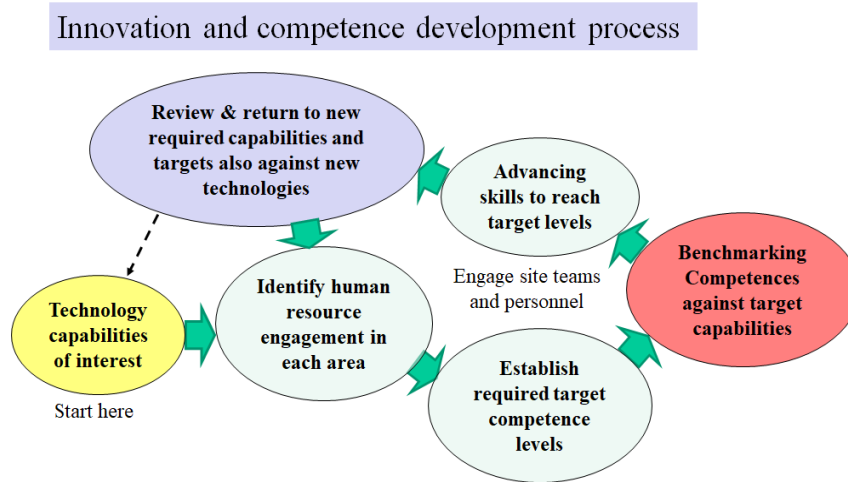 Innovation and competence development process
Review & return to new
required capabilities and
targets also against new
technologies
Advancing
skills to reach
target levels
Benchmarking
Competences
against target
capabilities
Engage site teams
and personnel
Identify human
resource
engagement in
each area
Technology
capabilities
of interest
Start here
Establish
required target
competence
levels